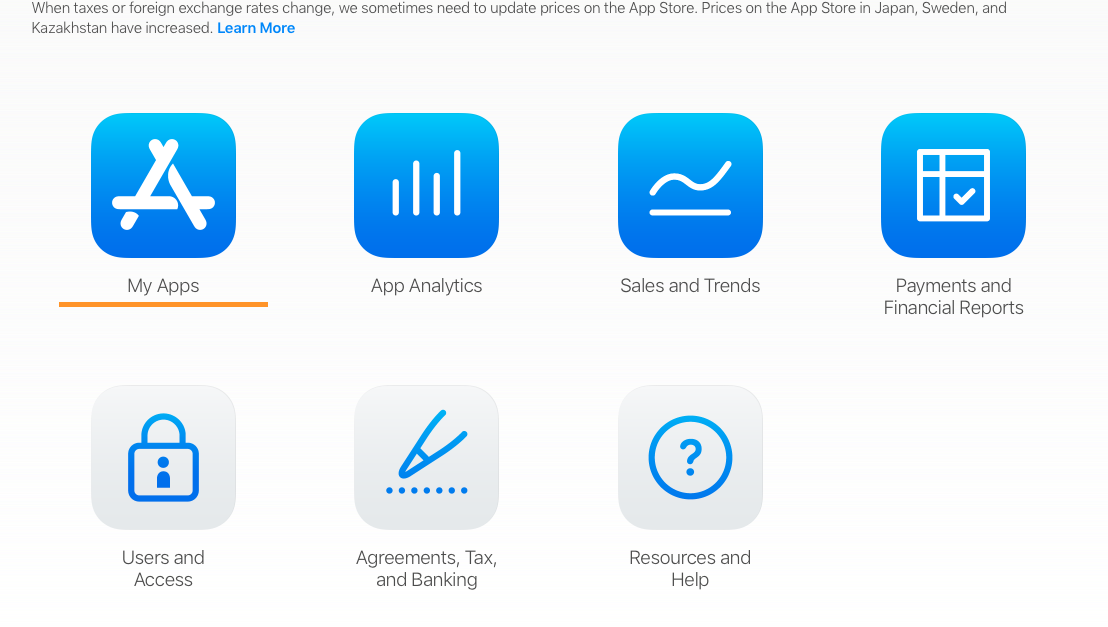 When taxes or foreign exchange rates change, we sometimes need to update prices on the App Store. Prices on the App Store in Japan, Sweden, and
Kazakhstan have increased. Learn More
My Apps
App Analytics
Sales and Trends
Payments and
Financial Reports
Users and
Access
Agreements, Tax,
and Banking
Resources and
Help